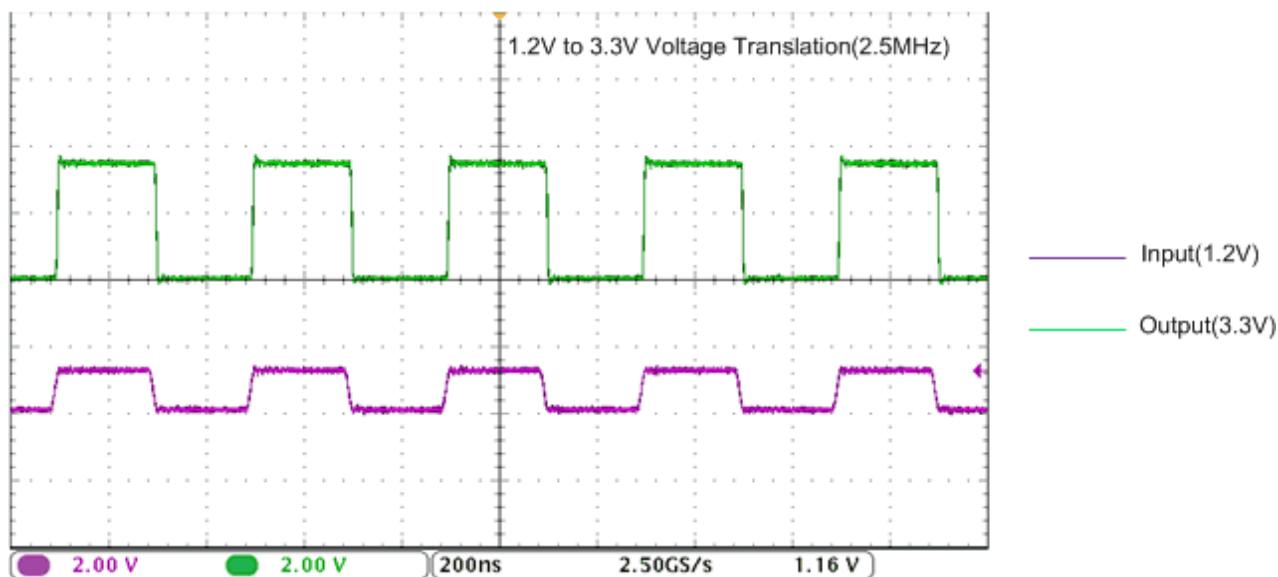 1.2V to 3.3V Voltage Translation(2.5MHz)
Input(1.2V)
Output(3.3V)
2.00 V 2.00 V 200ns 2.50GS/s 1.16 V